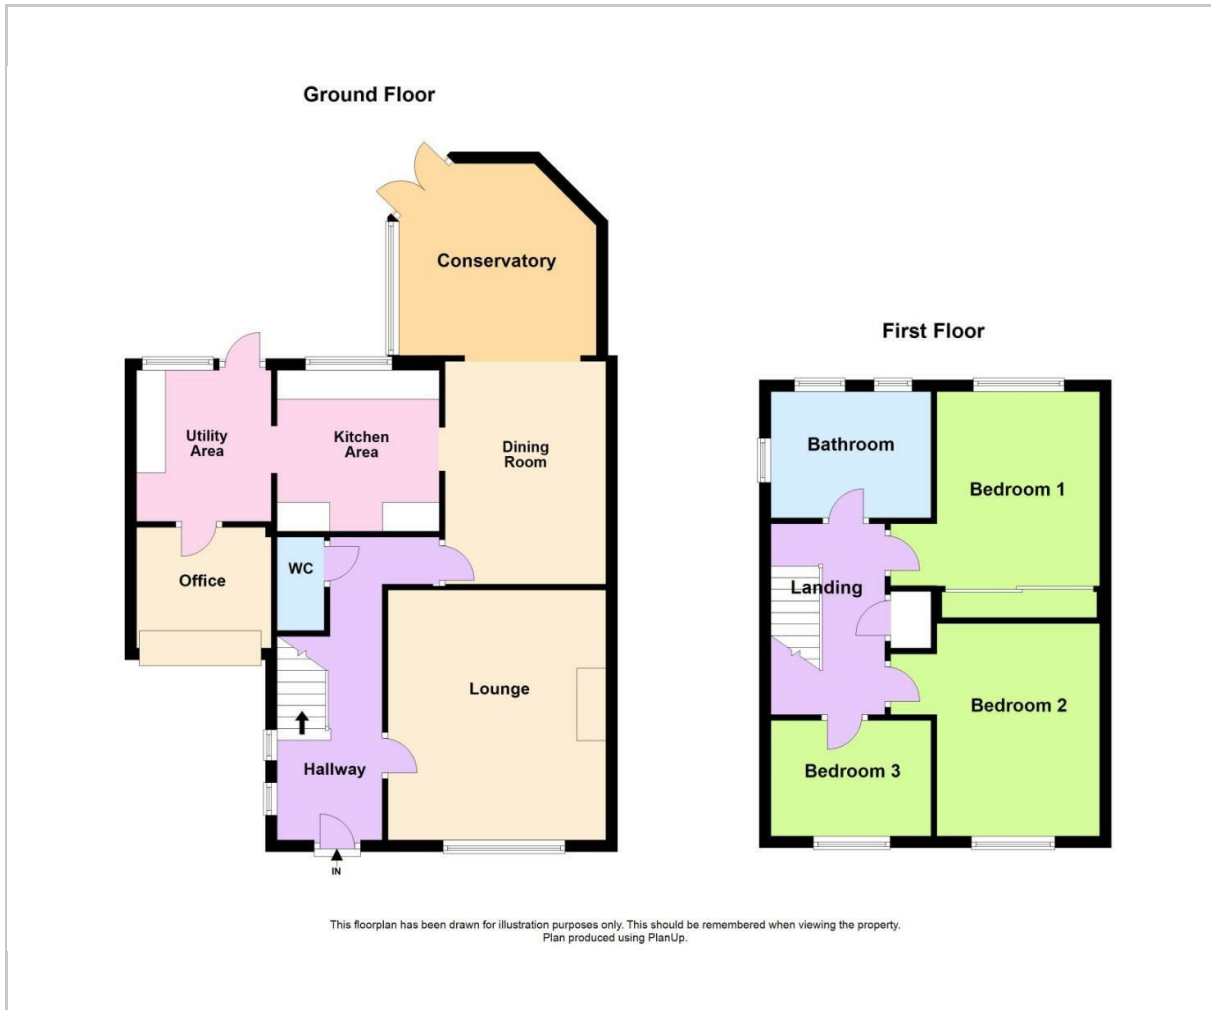 Ground Floor
Conservatory
Utility
Area
Kitchen
Area
Dining
Room
WC
Office
Lounge
Hallway
IN
First Floor
Bathroom
Bedroom 1
Landing
Bedroom 2
Bedroom 3
This floorplan has been drawn for illustration purposes only. This should be remembered when viewing the property.
Plan produced using PlanUp.